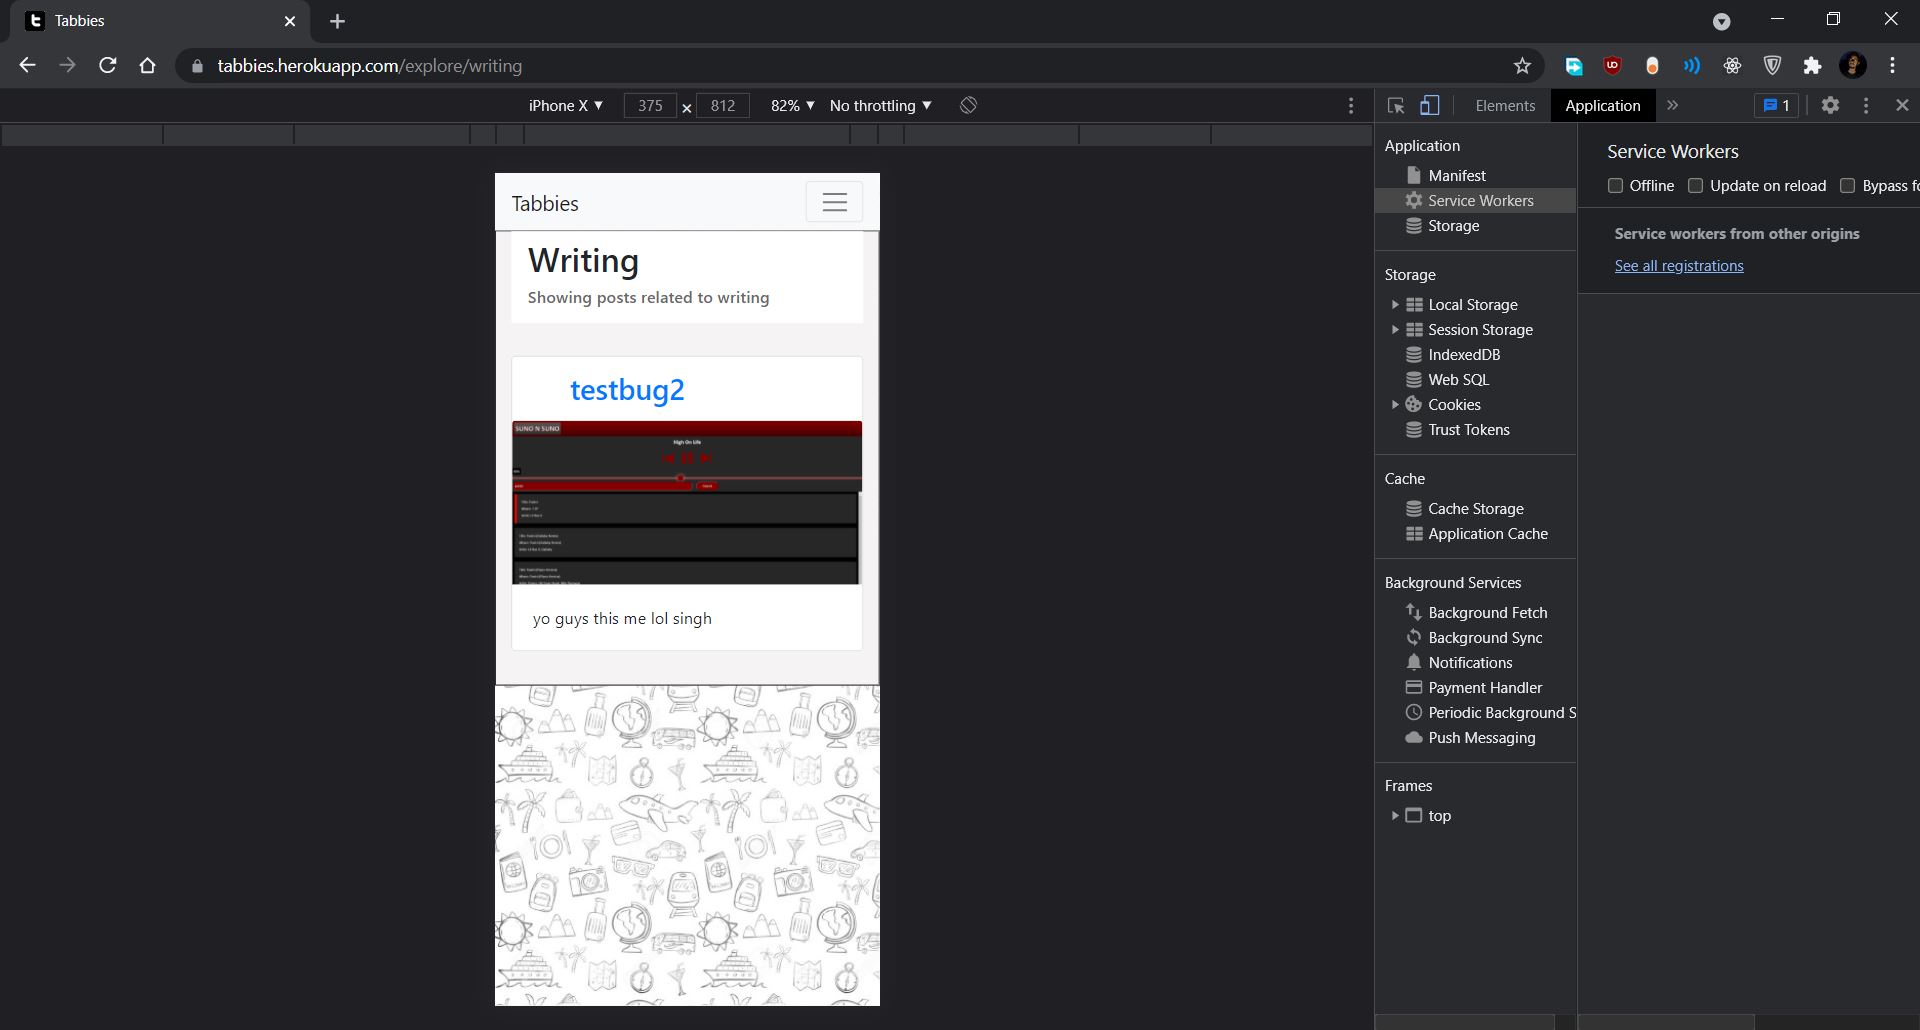 Tabbies
tabbies.herokuapp.com/explore/writing
iPhone X ▼ 375 × 812 82% ▼ No throttling ▼
Elements Application » 1
Tabbies
Writing
Showing posts related to writing
testbug2
SUNO N SUNO
High On Life
yo guys this me lol singh
Application
Manifest
Service Workers
Storage
Storage
Local Storage
Session Storage
IndexedDB
Web SQL
Cookies
Trust Tokens
Cache
Cache Storage
Application Cache
Background Services
Background Fetch
Background Sync
Notifications
Payment Handler
Periodic Background S
Push Messaging
Frames
top
Service Workers
Offline Update on reload Bypass fo
Service workers from other origins
See all registrations